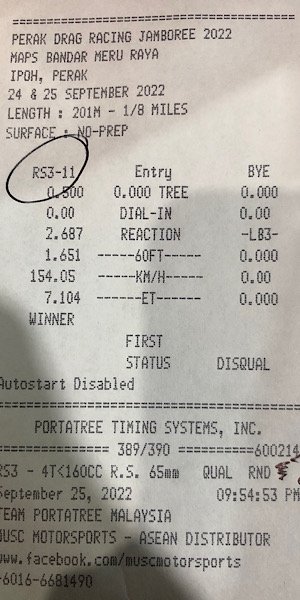 PERAK DRAG RACING JAMBOREE 2022
MAPS BANDAR MERU RAYA
IPOH, PERAK
24 & 25 SEPTEMBER 2022
LENGTH : 201M - 1/8 MILES
SURFACE : NO-PREP
RS3-11 Entry BYE
0.500 0.000 TREE 0.000
0.00 DIAL-IN 0.00
2.687 REACTION -LB3-
1.651 ------60FT----- 0.000
154.05 ------KM/H----- 0.00
7.104 ------ET------- 0.000
WINNER
FIRST
STATUS DISQUAL
Autostart Disabled
PORTATREE TIMING SYSTEMS, INC.
========== 389/390 ==========600214
RS3 - 4T<160CC R.S. 65mm QUAL RND
September 25, 2022 09:54:53 PM
TEAM PORTATREE MALAYSIA
MUSC MOTORSPORTS - ASEAN DISTRIBUTOR
www.facebook.com/muscmotorsports
-6016-6681490